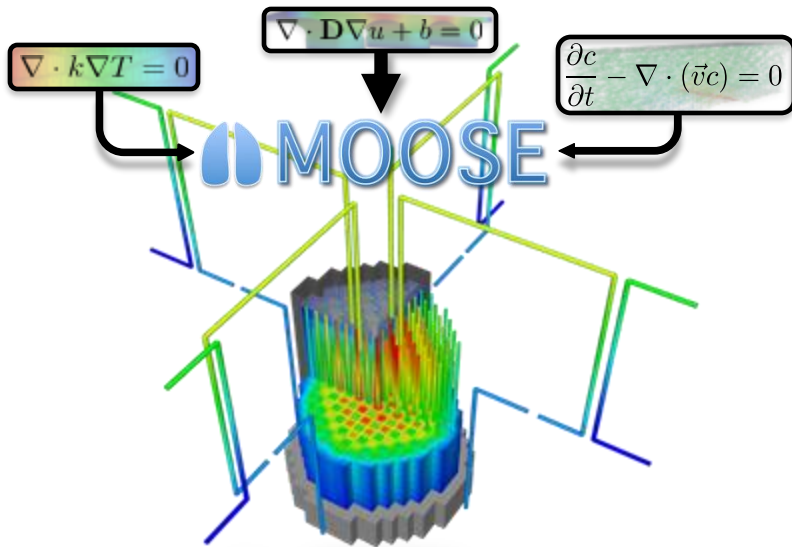 ∇ · k∇T = 0
∇ · D∇u + b = 0
∂c/∂t − ∇ · (v⃗c) = 0
MOOSE